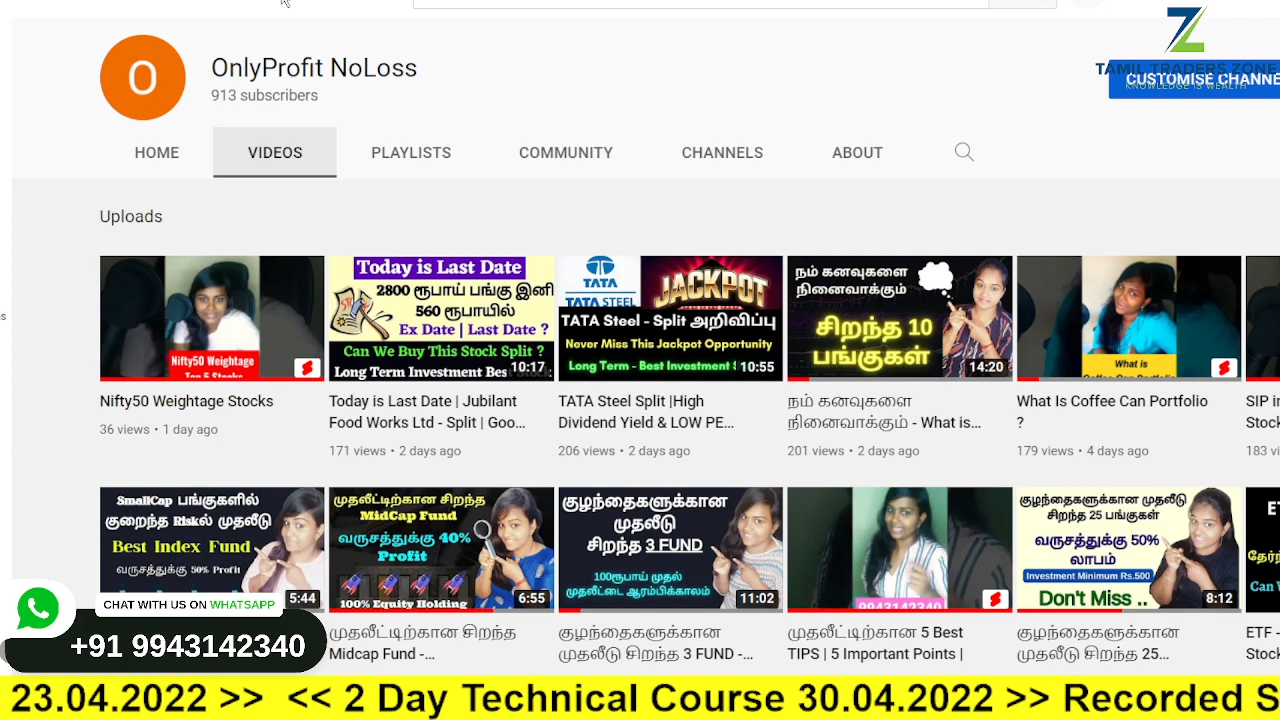 OnlyProfit NoLoss
913 subscribers
TAMIL TRADERS ZONE
KNOWLEDGE IS WEALTH
CUSTOMISE CHANNE
HOME
VIDEOS
PLAYLISTS
COMMUNITY
CHANNELS
ABOUT
Uploads
Nifty50 Weightage
Top 5 Stocks
Today is Last Date
2800 ரூபாய் பங்கு இனி
560 ரூபாயில்
Ex Date | Last Date ?
Can We Buy This Stock Split ?
Long Term Investment Bes
10:17
TATA
TATA STEEL
JACKPOT
TATA Steel - Split அறிவிப்பு
Never Miss This Jackpot Opportunity
Long Term - Best Investment
10:55
நம் கனவுகளை
நினைவாக்கும்
சிறந்த 10
பங்குகள்
14:20
What is
Coffee Can Portfolio
Nifty50 Weightage Stocks
36 views • 1 day ago
Today is Last Date | Jubilant
Food Works Ltd - Split | Goo...
171 views • 2 days ago
TATA Steel Split |High
Dividend Yield & LOW PE...
206 views • 2 days ago
நம் கனவுகளை
நினைவாக்கும் - What is...
201 views • 2 days ago
What Is Coffee Can Portfolio
?
179 views • 4 days ago
SIP i
Stoc
183 vi
SmallCap பங்குகளில்
குறைந்த Riskல் முதலீடு
Best Index Fund
வருசத்துக்கு 50% Profit
5:44
முதலீட்டிற்கான சிறந்த
MidCap Fund
வருசத்துக்கு 40%
Profit
100% Equity Holding
6:55
குழந்தைகளுக்கான
முதலீடு
சிறந்த 3 FUND
100ரூபாய் முதல்
முதலீட்டை ஆரம்பிக்கலாம்
11:02
9943142340
குழந்தைகளுக்கான முதலீடு
சிறந்த 25 பங்குகள்
வருசத்துக்கு 50%
லாபம்
Investment Minimum Rs.500
Don't Miss ..
8:12
முதலீட்டிற்கான சிறந்த
Midcap Fund -...
குழந்தைகளுக்கான
முதலீடு சிறந்த 3 FUND -...
முதலீட்டிற்கான 5 Best
TIPS | 5 Important Points |
குழந்தைகளுக்கான
முதலீடு சிறந்த 25...
ETF -
Stock
CHAT WITH US ON WHATSAPP
+91 9943142340
23.04.2022 >> << 2 Day Technical Course 30.04.2022 >> Recorded S